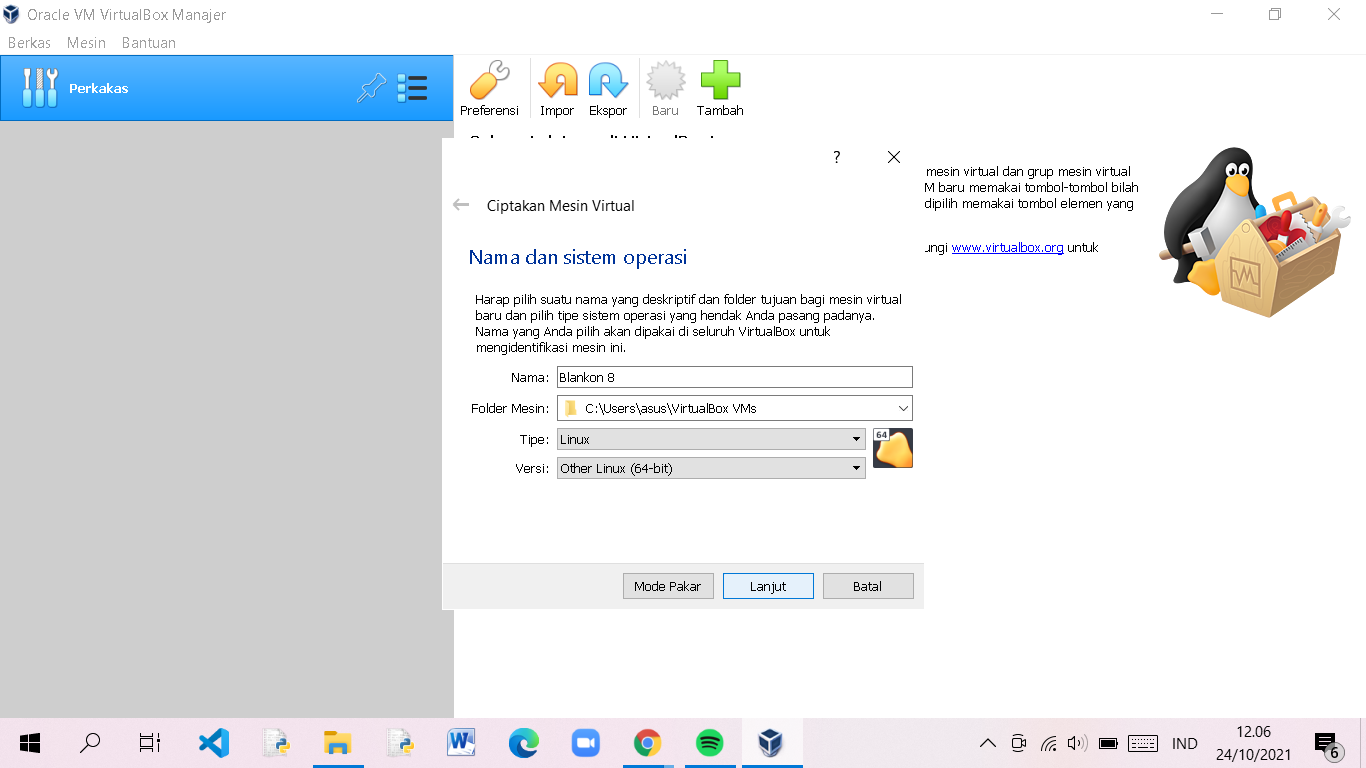 Oracle VM VirtualBox Manajer
Berkas Mesin Bantuan
Perkakas
Preferensi Impor Ekspor Baru Tambah
mesin virtual dan grup mesin virtual
M baru memakai tombol-tombol bilah
dipilih memakai tombol elemen yang
ungi www.virtualbox.org untuk
?
Ciptakan Mesin Virtual
Nama dan sistem operasi
Harap pilih suatu nama yang deskriptif dan folder tujuan bagi mesin virtual
baru dan pilih tipe sistem operasi yang hendak Anda pasang padanya.
Nama yang Anda pilih akan dipakai di seluruh VirtualBox untuk
mengidentifikasi mesin ini.
Nama: Blankon 8
Folder Mesin: C:\Users\asus\VirtualBox VMs
Tipe: Linux
64
Versi: Other Linux (64-bit)
Mode Pakar Lanjut Batal
IND
12.06
24/10/2021
6